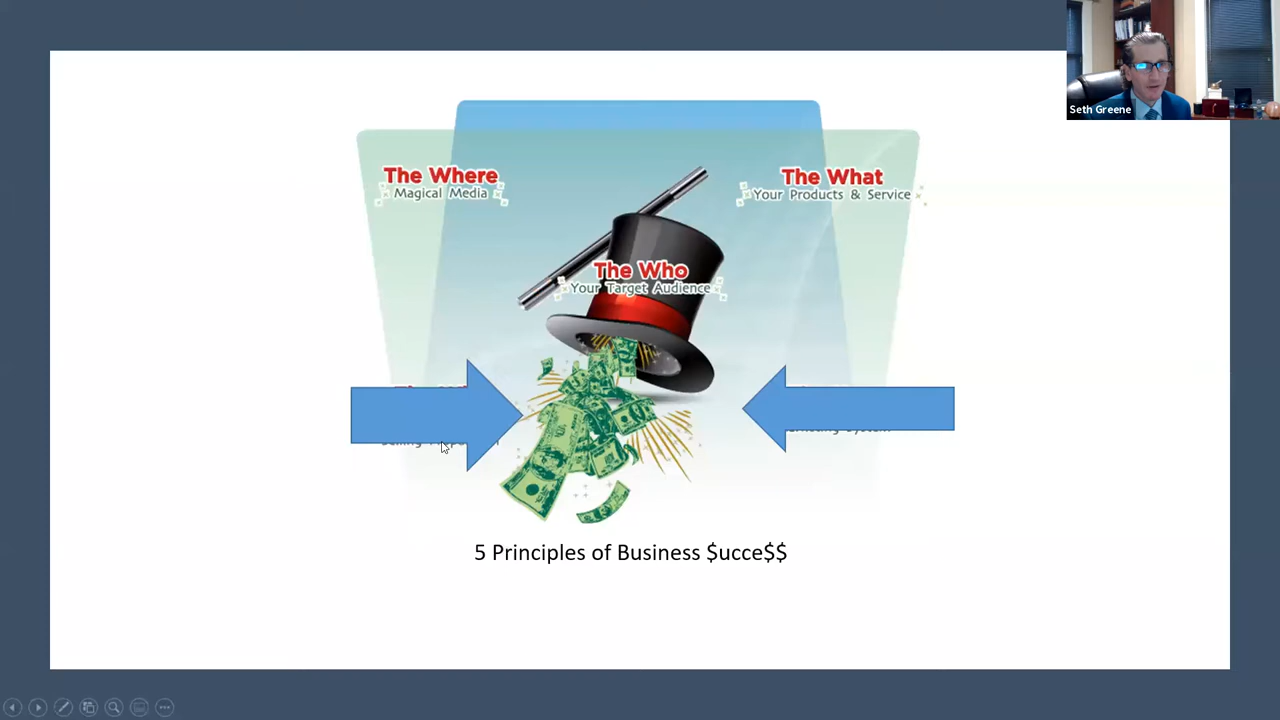 Seth Greene
The Where
Magical Media
The What
Your Products & Service
The Who
Your Target Audience
5 Principles of Business $ucce$$